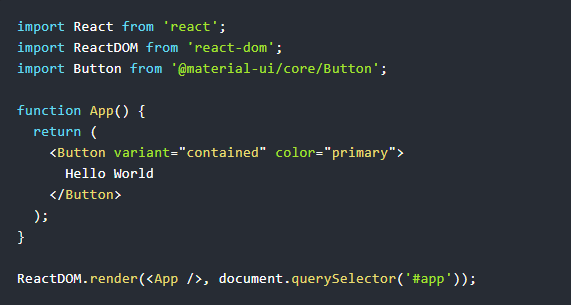 import React from 'react';
import ReactDOM from 'react-dom';
import Button from '@material-ui/core/Button';

function App() {
  return (
    <Button variant="contained" color="primary">
      Hello World
    </Button>
  );
}

ReactDOM.render(<App />, document.querySelector('#app'));